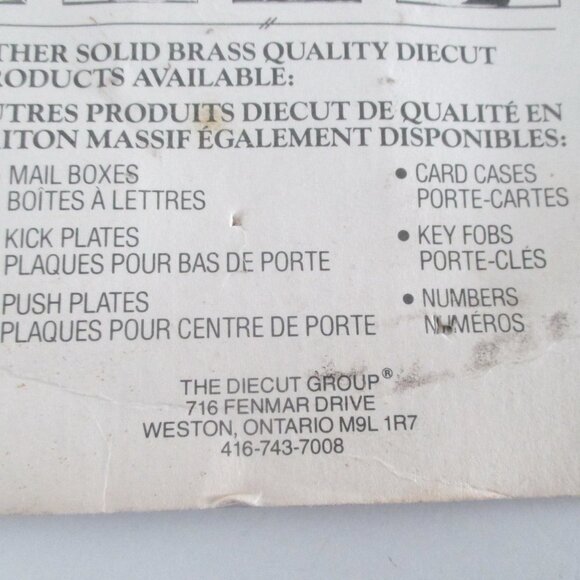 THER SOLID BRASS QUALITY DIECUT
RODUCTS AVAILABLE:
UTRES PRODUITS DIECUT DE QUALITÉ EN
AITON MASSIF ÉGALEMENT DISPONIBLES:
MAIL BOXES
BOÎTES À LETTRES
KICK PLATES
PLAQUES POUR BAS DE PORTE
PUSH PLATES
PLAQUES POUR CENTRE DE PORTE
• CARD CASES
PORTE-CARTES
• KEY FOBS
PORTE-CLÉS
• NUMBERS
NUMÉROS
THE DIECUT GROUP®
716 FENMAR DRIVE
WESTON, ONTARIO M9L 1R7
416-743-7008